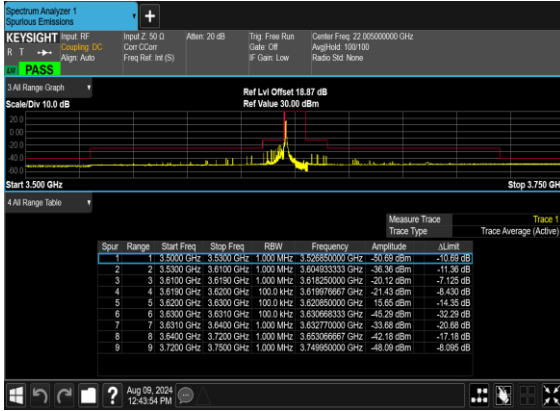 Spectrum Analyzer 1
Spurious Emissions
+
KEYSIGHT
R T
Input: RF
Coupling: DC
Align: Auto
Input Z: 50 Ω
Corr CCorr
Freq Ref: Int (S)
Atten: 20 dB
Trig: Free Run
Gate: Off
IF Gain: Low
Center Freq: 22.005000000 GHz
Avg|Hold: 100/100
Radio Std: None
PASS
3 All Range Graph
Ref Lvl Offset 18.87 dB
Scale/Div 10.0 dB
Ref Value 30.00 dBm
20.0
0.00
-20.0
-40.0
-60.0
Start 3.500 GHz
Stop 3.750 GH
4 All Range Table
Measure Trace Trace 1
Trace Type Trace Average (Active)
Spur Range Start Freq Stop Freq RBW Frequency Amplitude ΔLimit
1 1 3.5000 GHz 3.5300 GHz 1.000 MHz 3.526850000 GHz -50.69 dBm -10.69 dB
2 2 3.5300 GHz 3.6100 GHz 1.000 MHz 3.604933333 GHz -36.36 dBm -11.36 dB
3 3 3.6100 GHz 3.6190 GHz 1.000 MHz 3.618250000 GHz -20.12 dBm -7.125 dB
4 4 3.6190 GHz 3.6200 GHz 100.0 kHz 3.619976667 GHz -21.43 dBm -8.430 dB
5 5 3.6200 GHz 3.6300 GHz 100.0 kHz 3.620850000 GHz 15.65 dBm -14.35 dB
6 6 3.6300 GHz 3.6310 GHz 100.0 kHz 3.630668333 GHz -45.29 dBm -32.29 dB
7 7 3.6310 GHz 3.6400 GHz 1.000 MHz 3.632770000 GHz -33.68 dBm -20.68 dB
8 8 3.6400 GHz 3.7200 GHz 1.000 MHz 3.653066667 GHz -42.18 dBm -17.18 dB
9 9 3.7200 GHz 3.7500 GHz 1.000 MHz 3.749950000 GHz -48.09 dBm -8.095 dB
?
Aug 09, 2024
12:43:54 PM